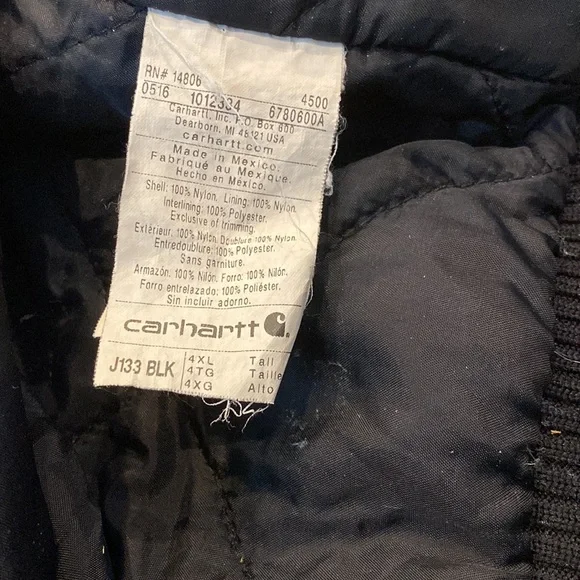 RN# 14806 4500
0516 1012334 6780600A
Carhartt, Inc. P.O. Box 600
Dearborn, MI 48121 USA
carhartt.com
Made in Mexico.
Fabriqué au Mexique.
Hecho en México.
Shell: 100% Nylon. Lining: 100% Nylon.
Interlining: 100% Polyester.
Exclusive of trimming.
Extérieur: 100% Nylon. Doublure 100% Nylon.
Entredoublure: 100% Polyester.
Sans garniture.
Armazón: 100% Nilón. Forro: 100% Nilón.
Forro entrelazado: 100% Poliéster.
Sin incluir adorno.
carhartt
J133 BLK 4XL Tall
4TG Taille
4XG Alto